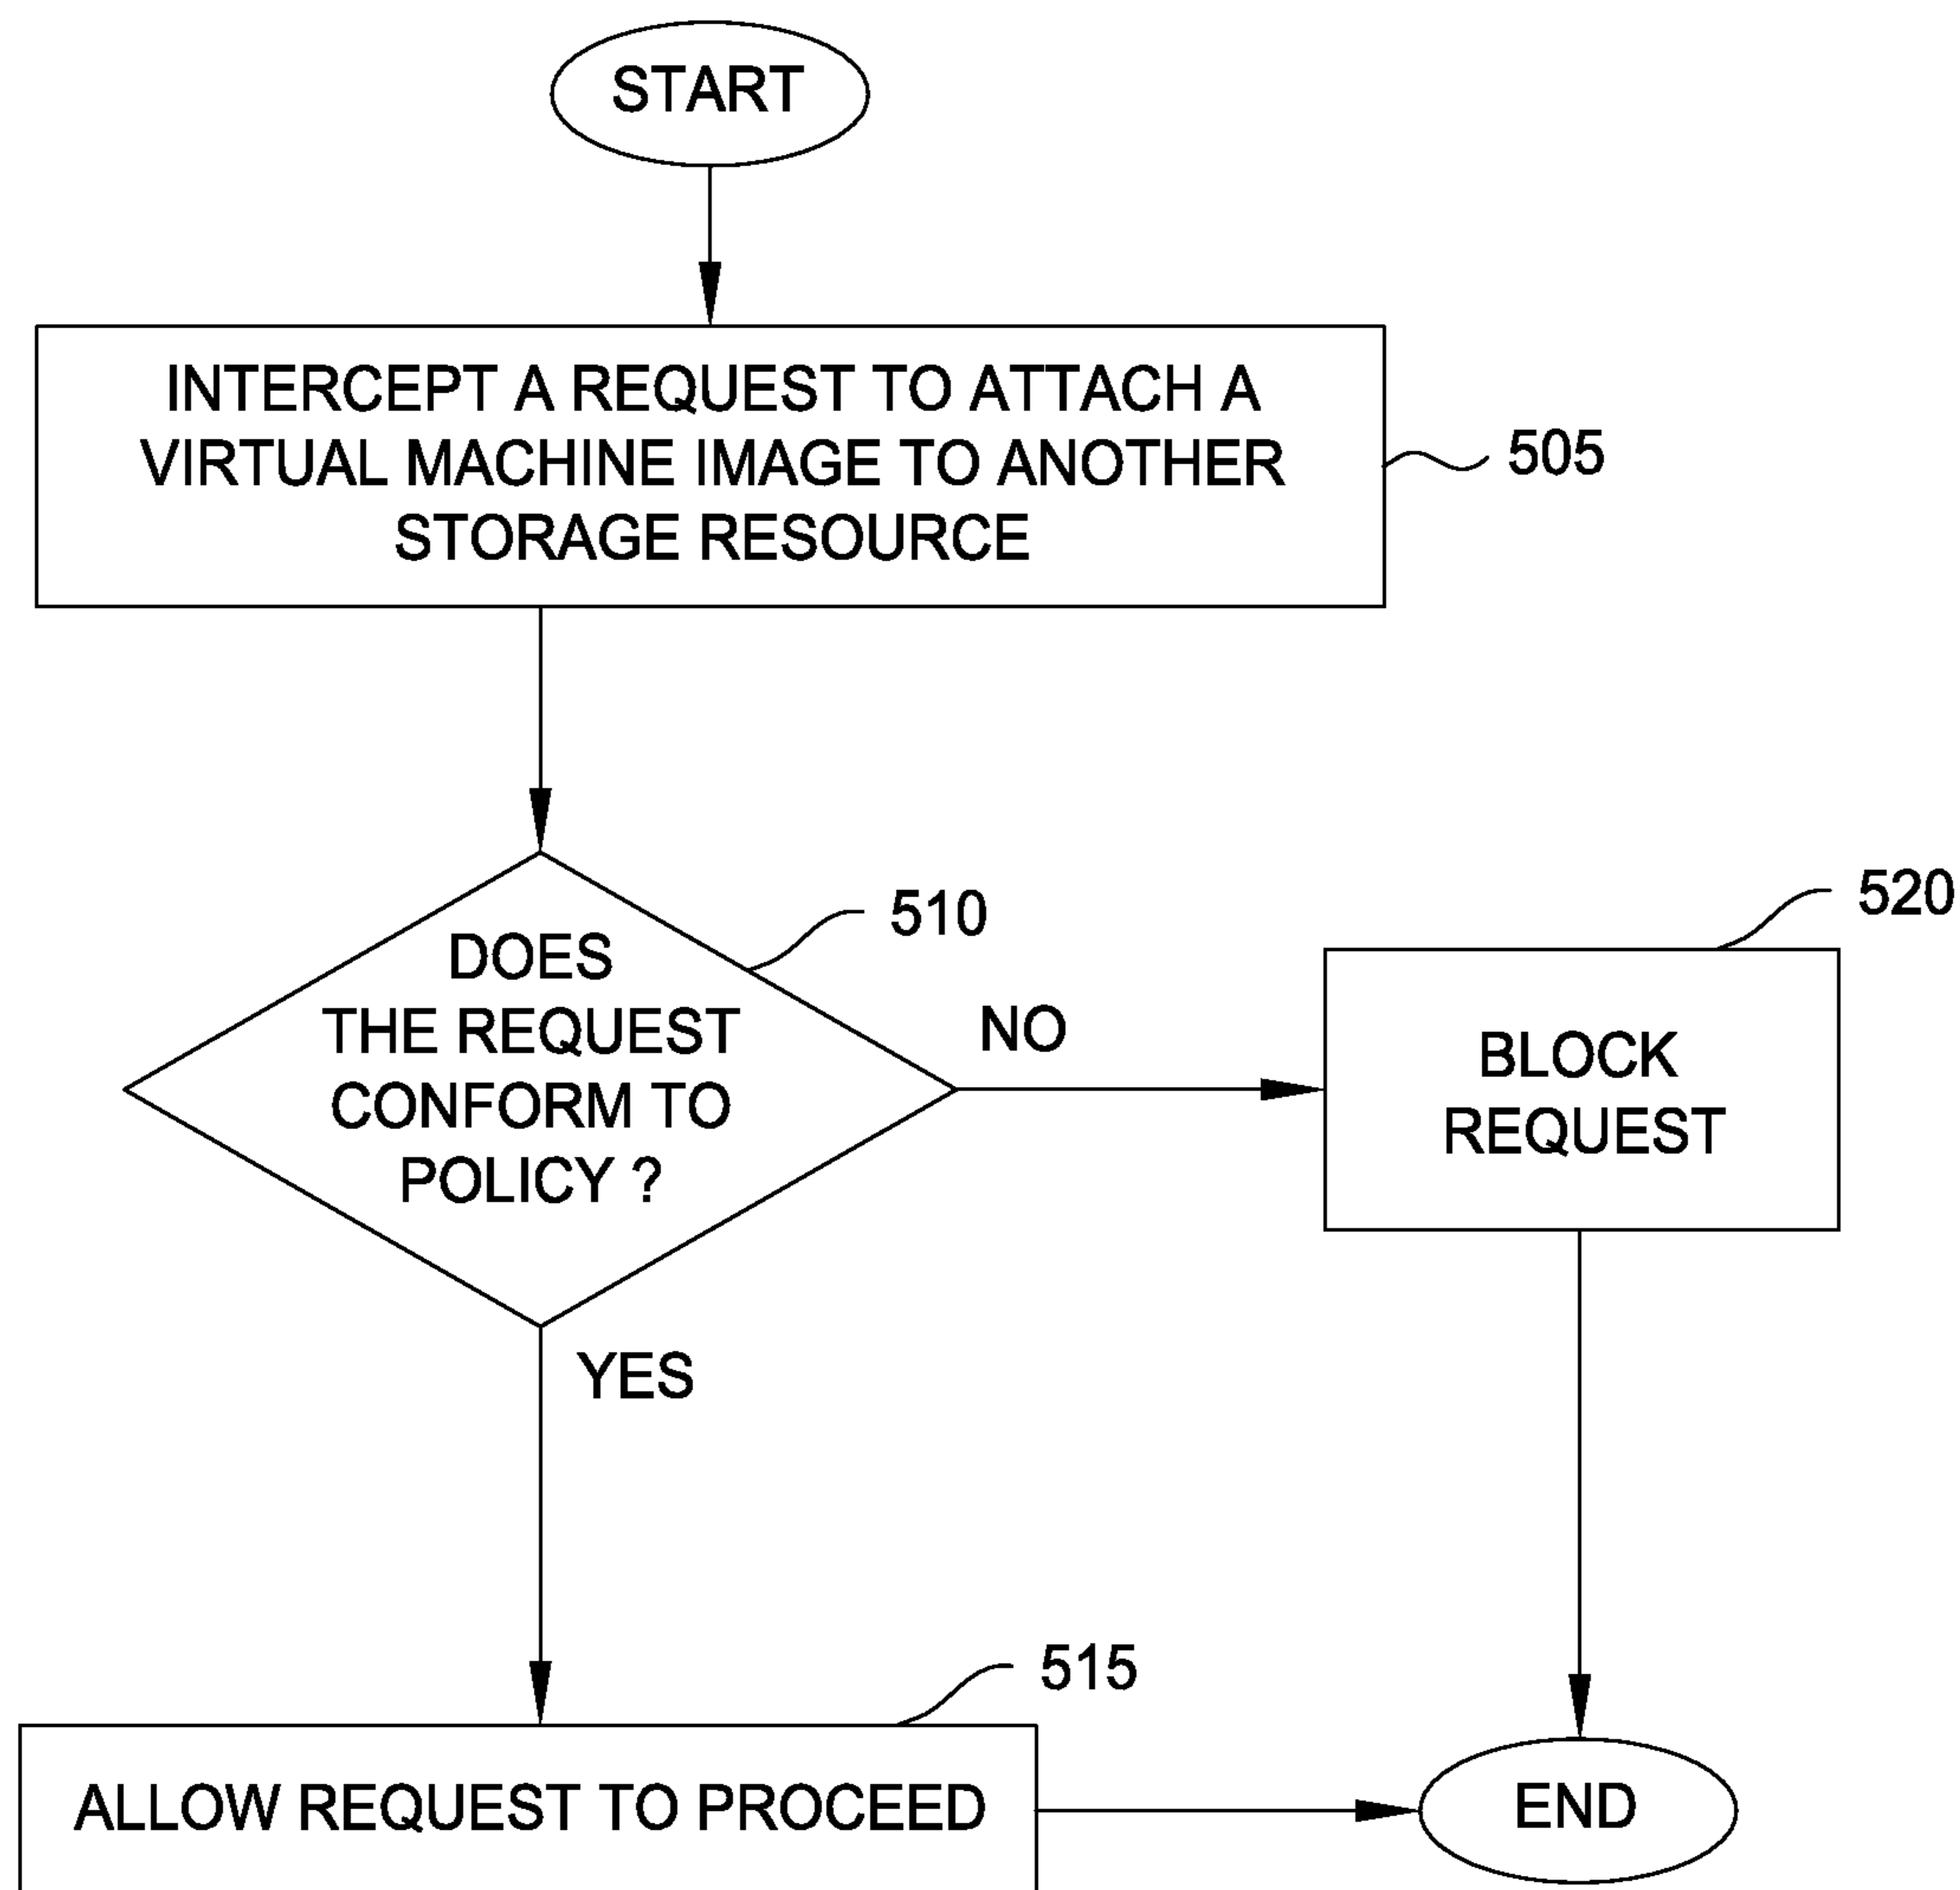 START
INTERCEPT A REQUEST TO ATTACH A
VIRTUAL MACHINE IMAGE TO ANOTHER
STORAGE RESOURCE
505
DOES
THE REQUEST
CONFORM TO
POLICY ?
510
NO
520
BLOCK
REQUEST
YES
515
ALLOW REQUEST TO PROCEED
END